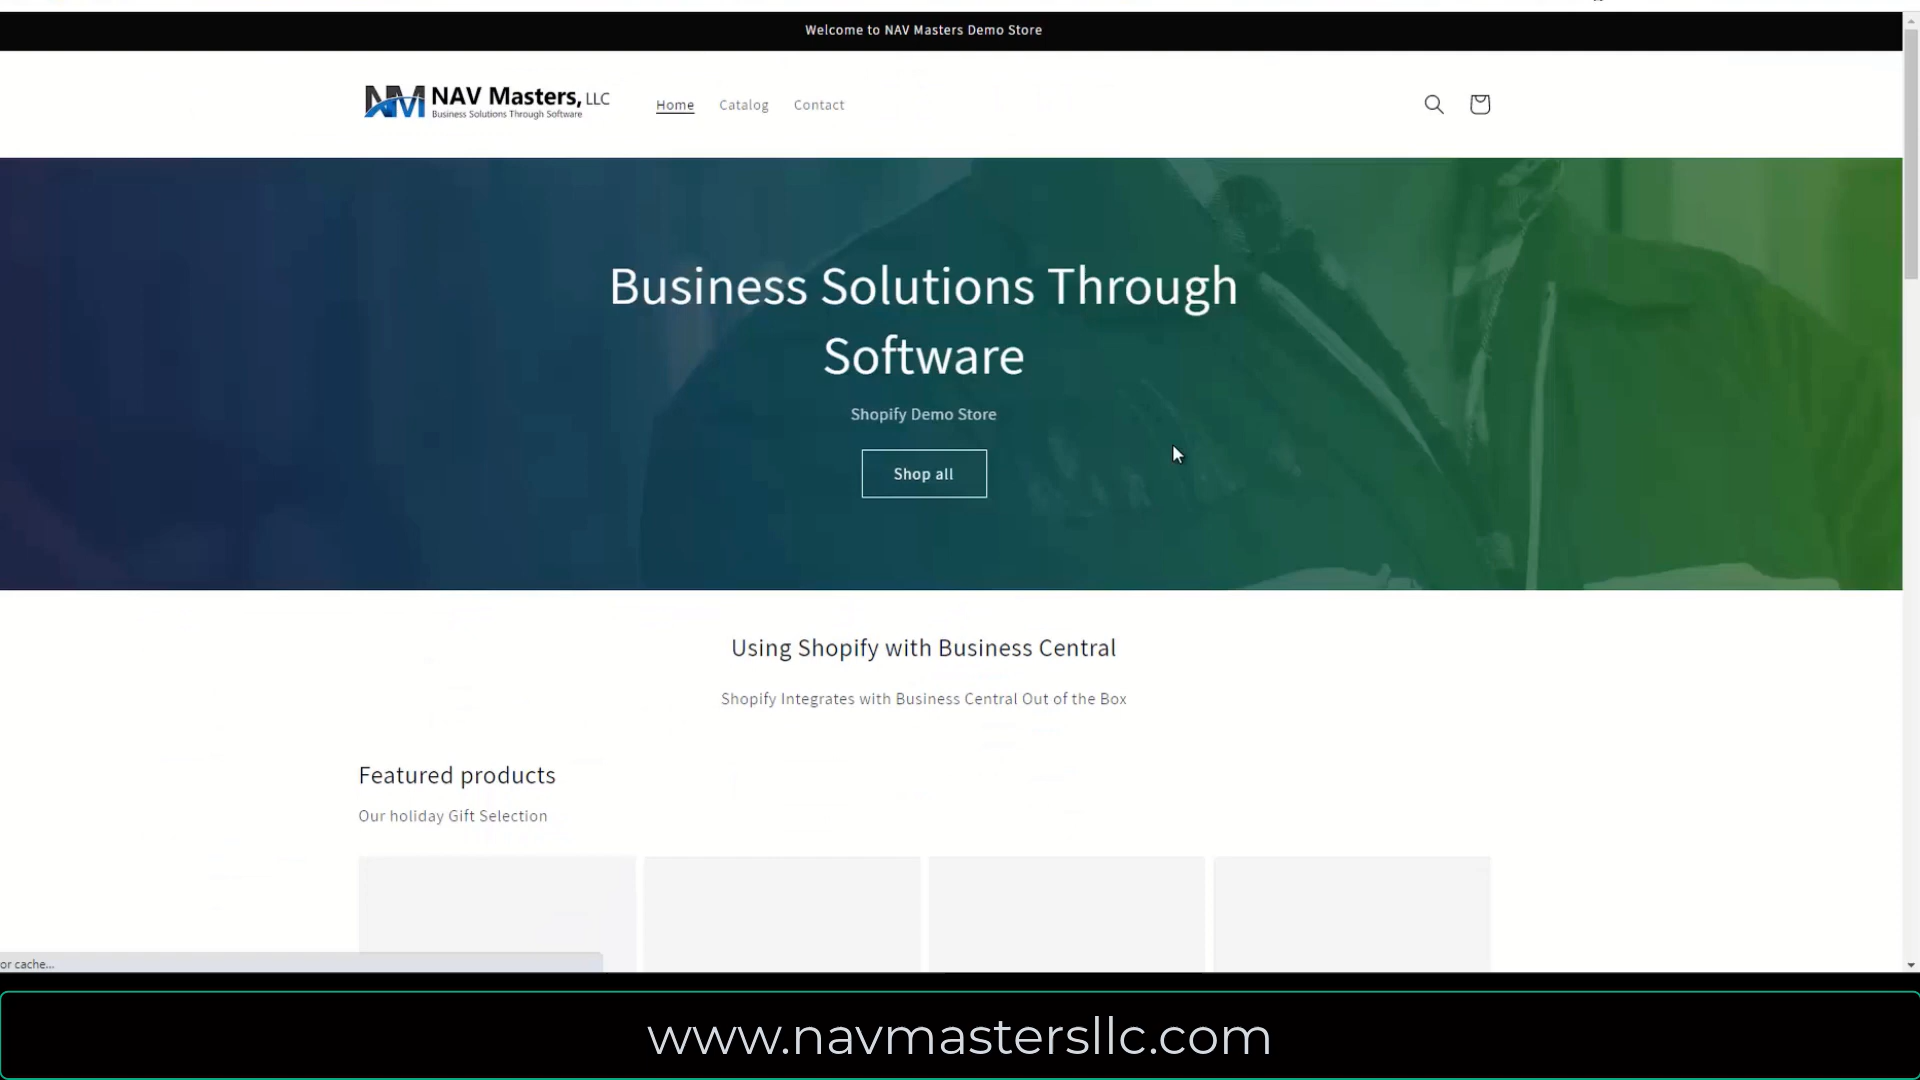 Welcome to NAV Masters Demo Store
NM NAV Masters, LLC
Business Solutions Through Software
Home Catalog Contact
Business Solutions Through
Software
Shopify Demo Store
Shop all
Using Shopify with Business Central
Shopify Integrates with Business Central Out of the Box
Featured products
Our holiday Gift Selection
or cache...
www.navmastersllc.com